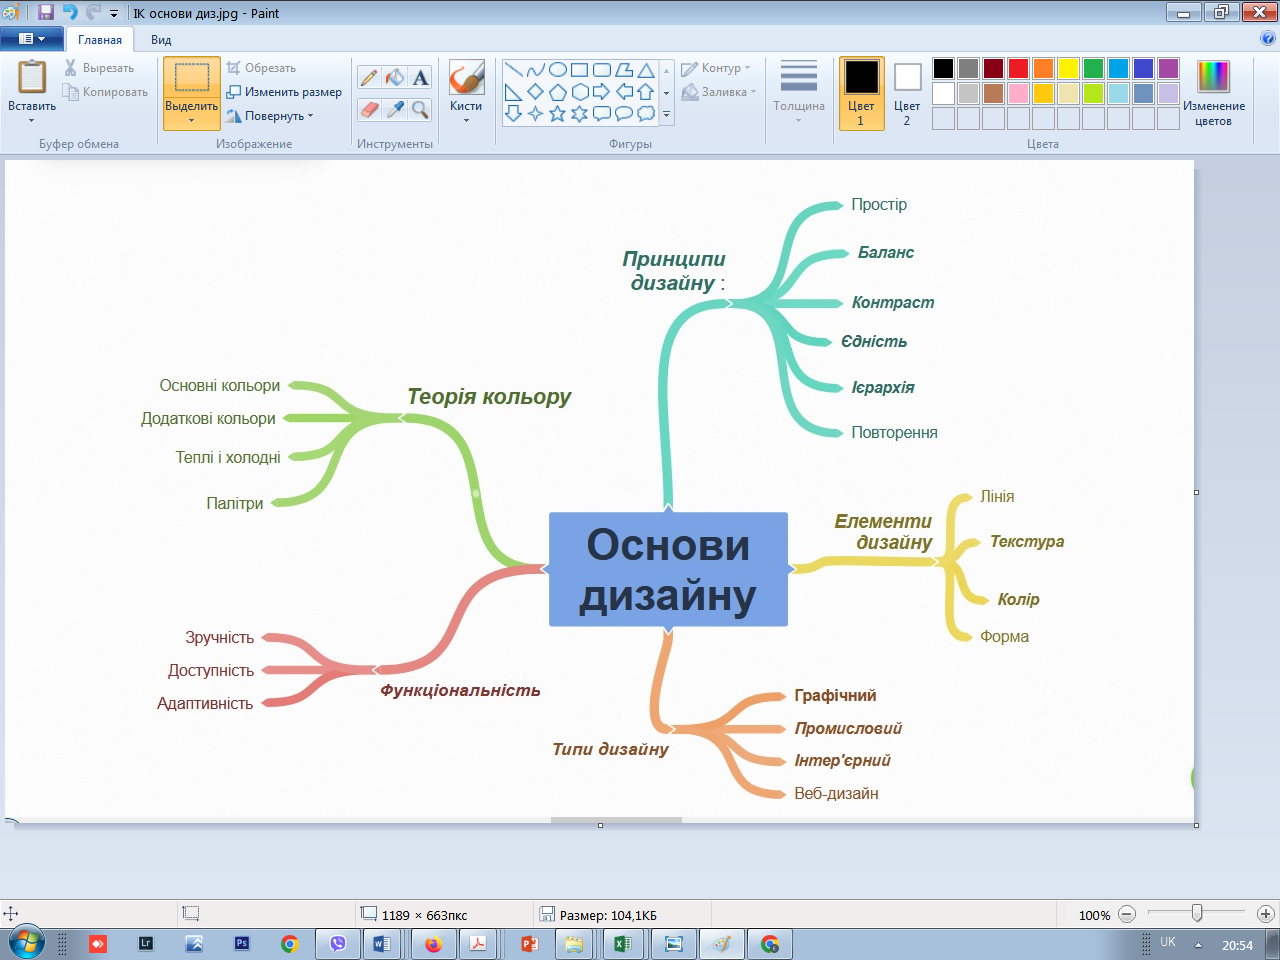 ІК основи диз.jpg - Paint
Главная
Вид
Вставить
Вырезать
Копировать
Буфер обмена
Выделить
Обрезать
Изменить размер
Повернуть
Изображение
A
Инструменты
Кисти
Контур
Заливка
Фигуры
Толщина
Цвет
1
Цвет
2
Изменение
цветов
Цвета
Принципи
дизайну :
Простір
Баланс
Контраст
Єдність
Ієрархія
Повторення
Теорія кольору
Основні кольори
Додаткові кольори
Теплі і холодні
Палітри
Основи
дизайну
Елементи
дизайну
Лінія
Текстура
Колір
Форма
Зручність
Доступність
Адаптивність
Функціональність
Типи дизайну
Графічний
Промисловий
Інтер'єрний
Веб-дизайн
1189 × 663пкс
Размер: 104,1КБ
100%
Lr
Ps
UK
20:54